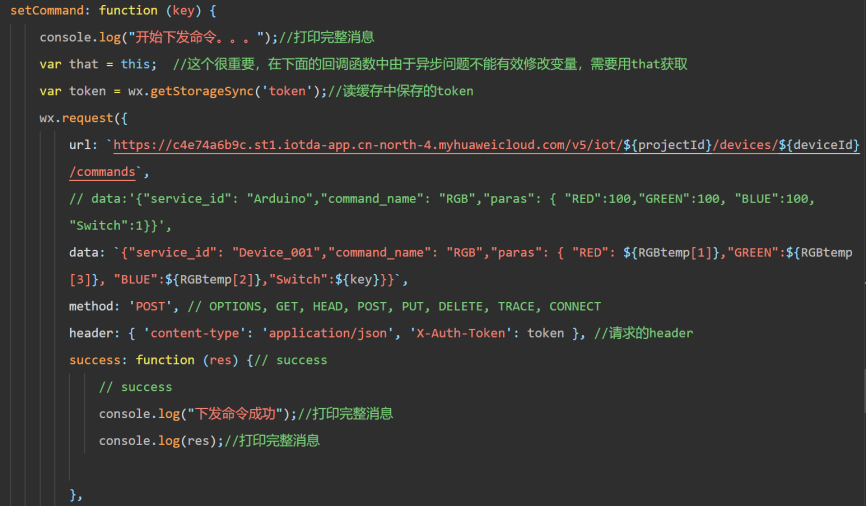 setCommand: function (key) {
console.log("开始下发命令。。。");//打印完整消息
var that = this;  //这个很重要，在下面的回调函数中由于异步问题不能有效修改变量，需要用that获取
var token = wx.getStorageSync('token');//读缓存中保存的token
wx.request({
url: `https://c4e74a6b9c.st1.iotda-app.cn-north-4.myhuaweicloud.com/v5/iot/${projectId}/devices/${deviceId}
/commands`,
// data:'{"service_id": "Arduino","command_name": "RGB","paras": { "RED":100,"GREEN":100, "BLUE":100,
"Switch":1}}',
data: `{"service_id": "Device_001","command_name": "RGB","paras": { "RED": ${RGBtemp[1]},"GREEN":${RGBtemp
[3]}, "BLUE":${RGBtemp[2]},"Switch":${key}}}`,
method: 'POST', // OPTIONS, GET, HEAD, POST, PUT, DELETE, TRACE, CONNECT
header: { 'content-type': 'application/json', 'X-Auth-Token': token }, //请求的header
success: function (res) {// success
// success
console.log("下发命令成功");//打印完整消息
console.log(res);//打印完整消息
},